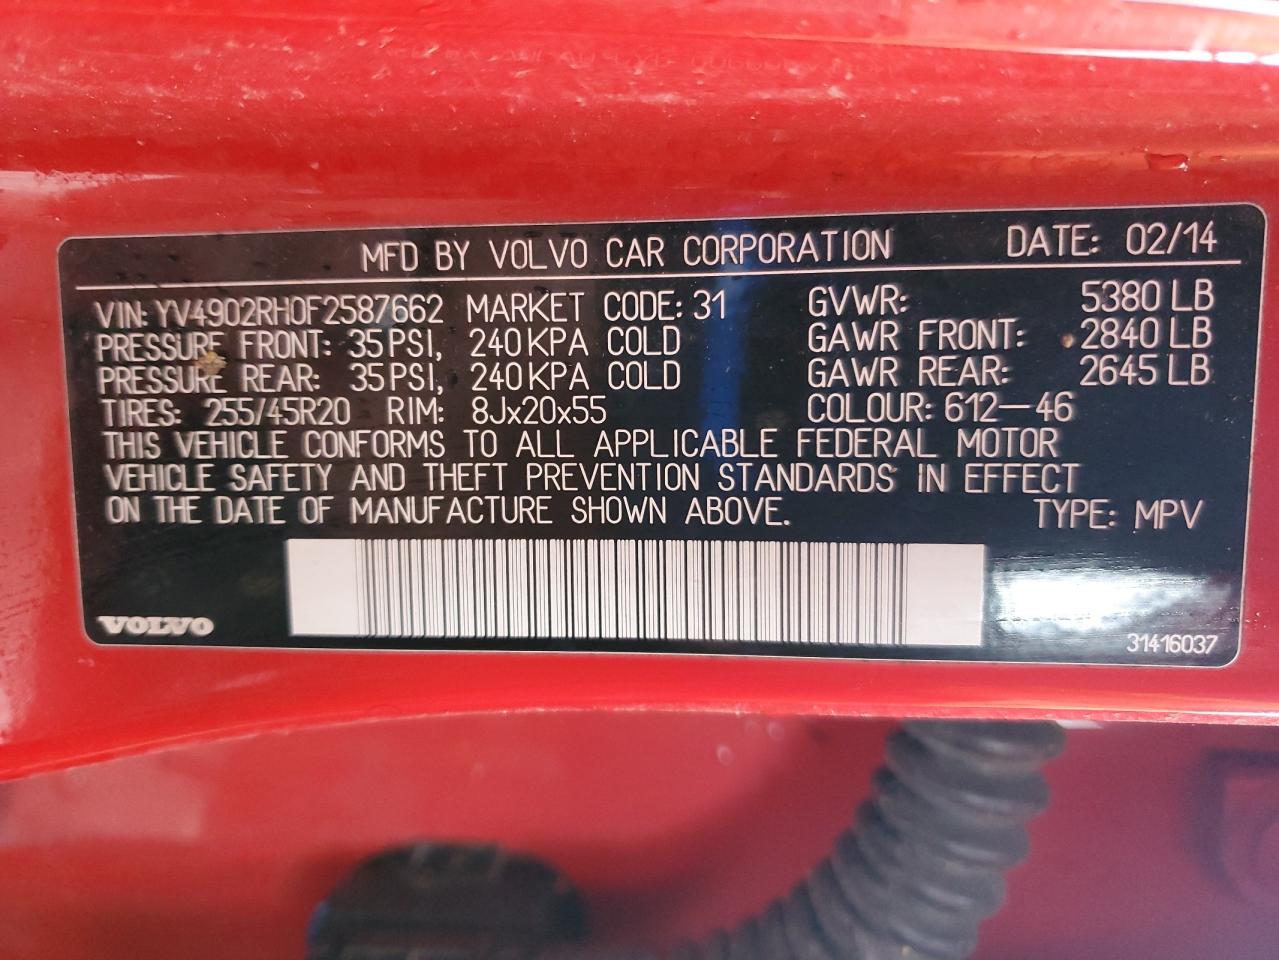 MFD BY VOLVO CAR CORPORATION DATE: 02/14
VIN: YV4902RH0F2587662 MARKET CODE: 31 GVWR: 5380 LB
PRESSURE FRONT: 35 PSI, 240 KPA COLD GAWR FRONT: 2840 LB
PRESSURE REAR: 35 PSI, 240 KPA COLD GAWR REAR: 2645 LB
TIRES: 255/45R20 RIM: 8Jx20x55 COLOUR: 612–46
THIS VEHICLE CONFORMS TO ALL APPLICABLE FEDERAL MOTOR
VEHICLE SAFETY AND THEFT PREVENTION STANDARDS IN EFFECT
ON THE DATE OF MANUFACTURE SHOWN ABOVE. TYPE: MPV
VOLVO 31416037